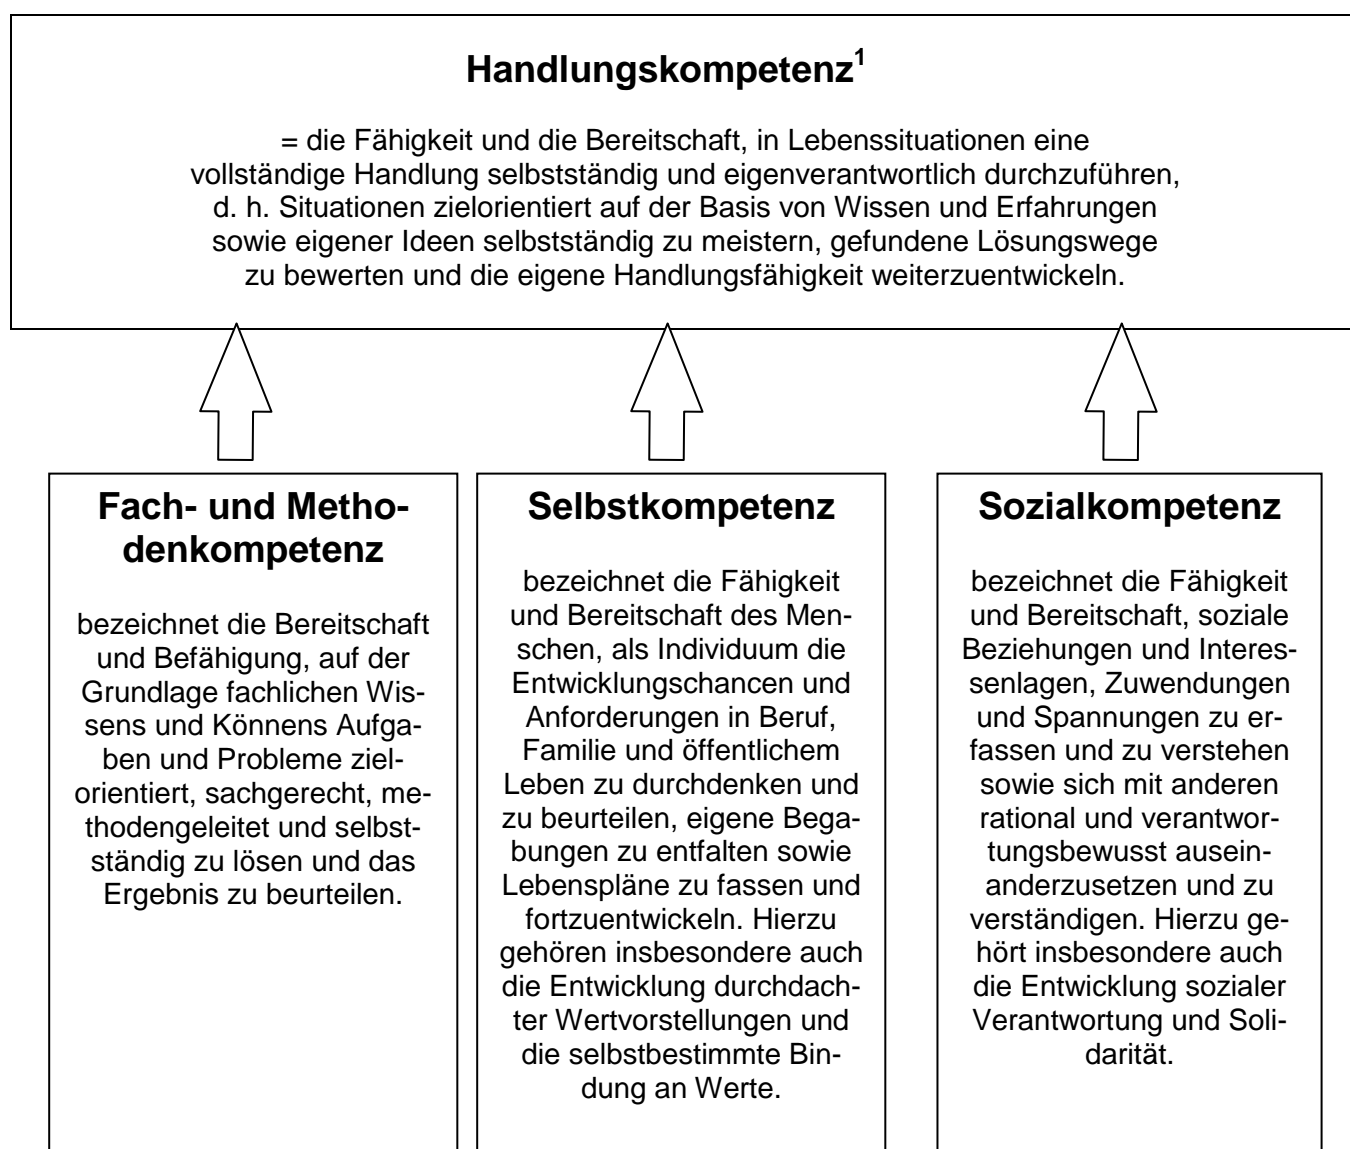 Handlungskompetenz¹
= die Fähigkeit und die Bereitschaft, in Lebenssituationen eine
vollständige Handlung selbstständig und eigenverantwortlich durchzuführen,
d. h. Situationen zielorientiert auf der Basis von Wissen und Erfahrungen
sowie eigener Ideen selbstständig zu meistern, gefundene Lösungswege
zu bewerten und die eigene Handlungsfähigkeit weiterzuentwickeln.
Fach- und Metho-
denkompetenz
bezeichnet die Bereitschaft
und Befähigung, auf der
Grundlage fachlichen Wis-
sens und Könnens Aufga-
ben und Probleme ziel-
orientiert, sachgerecht, me-
thodengeleitet und selbst-
ständig zu lösen und das
Ergebnis zu beurteilen.
Selbstkompetenz
bezeichnet die Fähigkeit
und Bereitschaft des Men-
schen, als Individuum die
Entwicklungschancen und
Anforderungen in Beruf,
Familie und öffentlichem
Leben zu durchdenken und
zu beurteilen, eigene Bega-
bungen zu entfalten sowie
Lebenspläne zu fassen und
fortzuentwickeln. Hierzu
gehören insbesondere auch
die Entwicklung durchdach-
ter Wertvorstellungen und
die selbstbestimmte Bin-
dung an Werte.
Sozialkompetenz
bezeichnet die Fähigkeit
und Bereitschaft, soziale
Beziehungen und Interes-
senlagen, Zuwendungen
und Spannungen zu er-
fassen und zu verstehen
sowie sich mit anderen
rational und verantwor-
tungsbewusst ausein-
anderzusetzen und zu
verständigen. Hierzu ge-
hört insbesondere auch
die Entwicklung sozialer
Verantwortung und Soli-
darität.